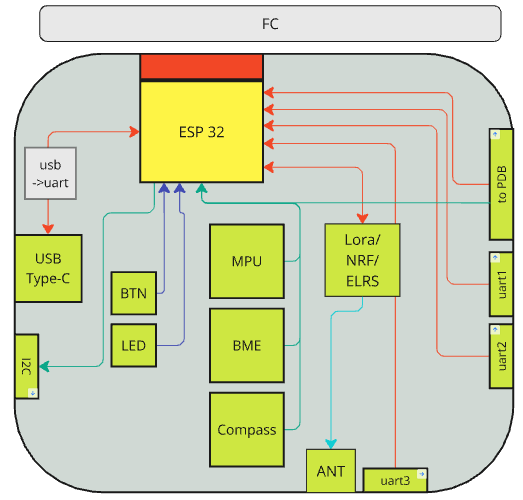 FC
ESP 32
usb
->uart
to PDB
USB
Type-C
MPU
Lora/
NRF/
ELRS
uart1
BTN
LED
BME
uart2
I2C
Compass
ANT
uart3